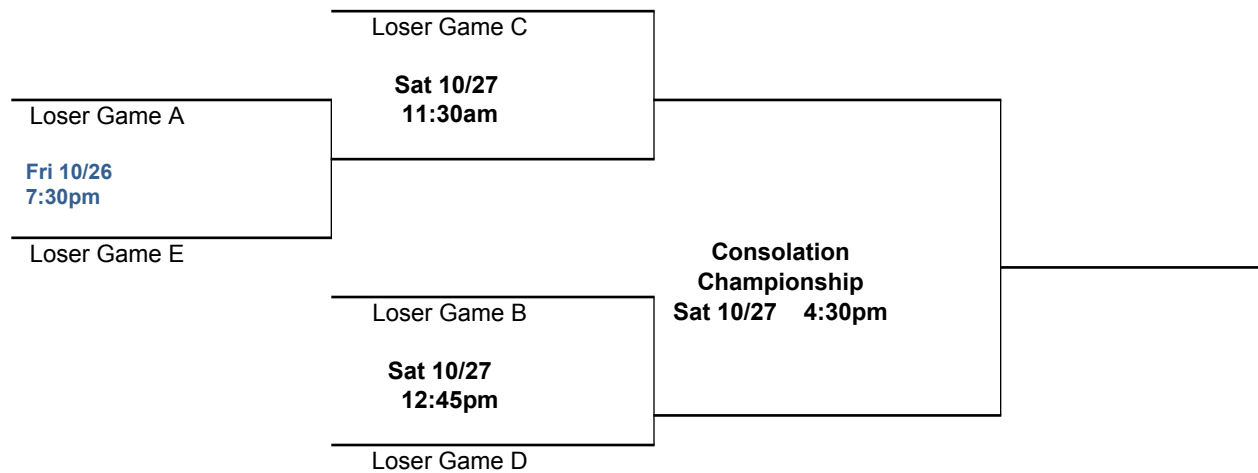 Loser Game C
Sat 10/27
11:30am
Loser Game A
Fri 10/26
7:30pm
Loser Game E
Consolation
Championship
Sat 10/27 4:30pm
Loser Game B
Sat 10/27
12:45pm
Loser Game D